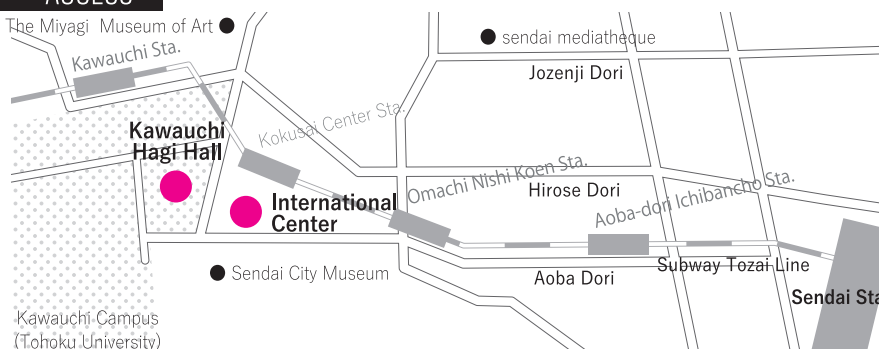 ACCESS
The Miyagi Museum of Art
sendai mediatheque
Kawauchi Sta.
Jozenji Dori
Kokusai Center Sta.
Kawauchi
Hagi Hall
Omachi Nishi Koen Sta.
Hirose Dori
Aoba-dori Ichibancho Sta.
International
Center
Sendai City Museum
Aoba Dori
Subway Tozai Line
Sendai Sta
Kawauchi Campus
(Tohoku University)